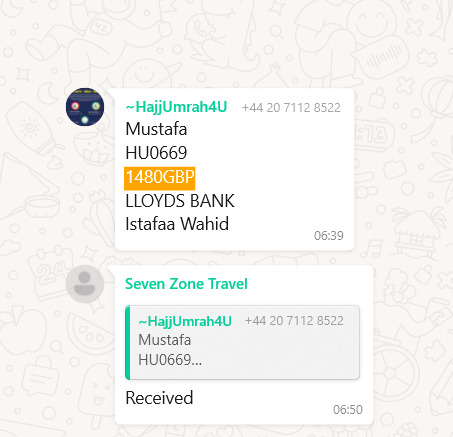 ~HajjUmrah4U +44 20 7112 8522
Mustafa
HU0669
1480GBP
LLOYDS BANK
Istafaa Wahid
06:39
Seven Zone Travel
~HajjUmrah4U +44 20 7112 8522
Mustafa
HU0669...
Received
06:50